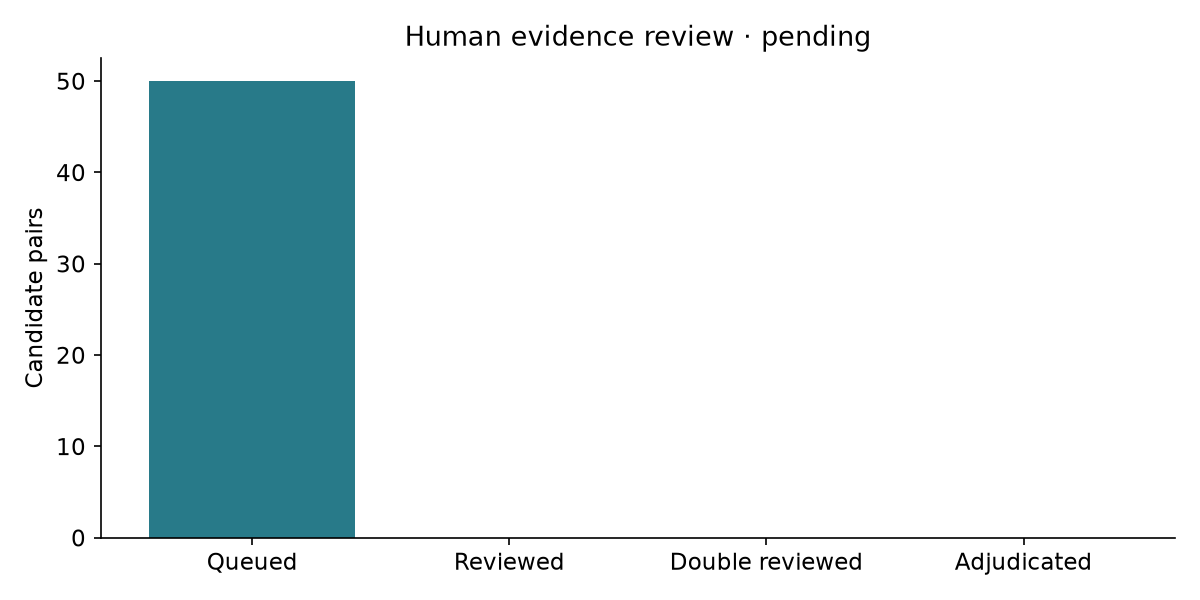 Human evidence review · pending
Candidate pairs
50
40
30
20
10
0
Queued
Reviewed
Double reviewed
Adjudicated